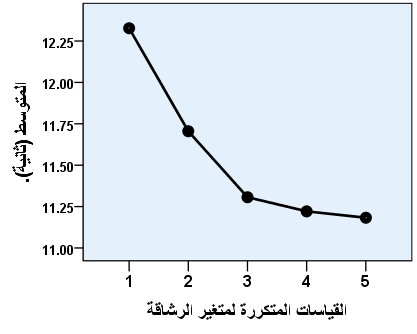 12.25
12.00
11.75
11.50
11.25
11.00
المتوسط (ثانية).
1 2 3 4 5
القياسات المتكررة لمتغير الرشاقة